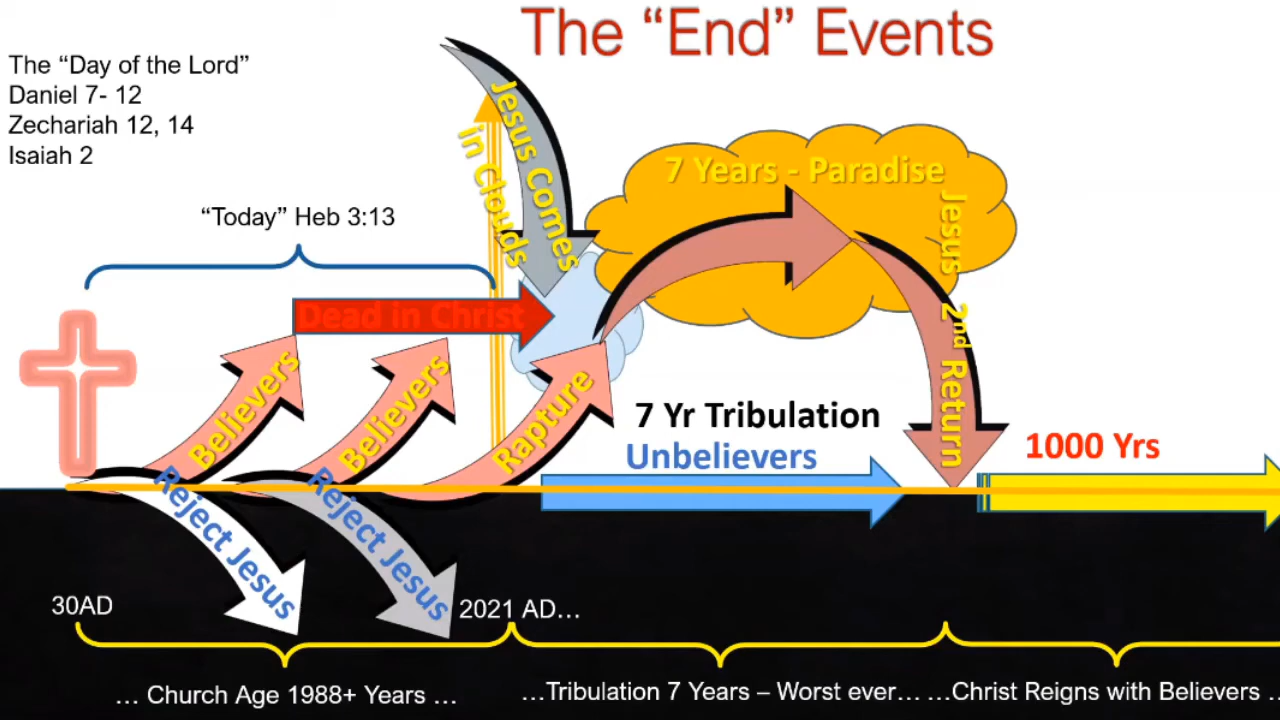 The “End” Events
The “Day of the Lord”
Daniel 7- 12
Zechariah 12, 14
Isaiah 2
“Today” Heb 3:13
Jesus Comes
in Clouds
7 Years - Paradise
Jesus 2nd Return
Dead in Christ
Believers
Believers
Rapture
7 Yr Tribulation
Unbelievers
1000 Yrs
Reject Jesus
Reject Jesus
30AD
2021 AD…
… Church Age 1988+ Years …
…Tribulation 7 Years – Worst ever…
…Christ Reigns with Believers ..